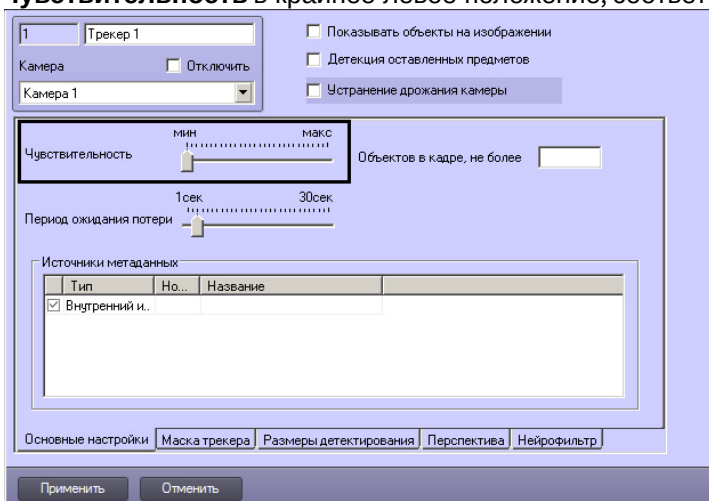 Чувствительность в крайнее левое положение, соответ
1 Трекер 1
Показывать объекты на изображении
Камера Отключить
Детекция оставленных предметов
Камера 1
Устранение дрожания камеры
мин макс
Чувствительность
Объектов в кадре, не более
1сек 30сек
Период ожидания потери
Источники метаданных
Тип Но... Название
Внутренний и..
Основные настройки Маска трекера Размеры детектирования Перспектива Нейрофильтр
Применить Отменить